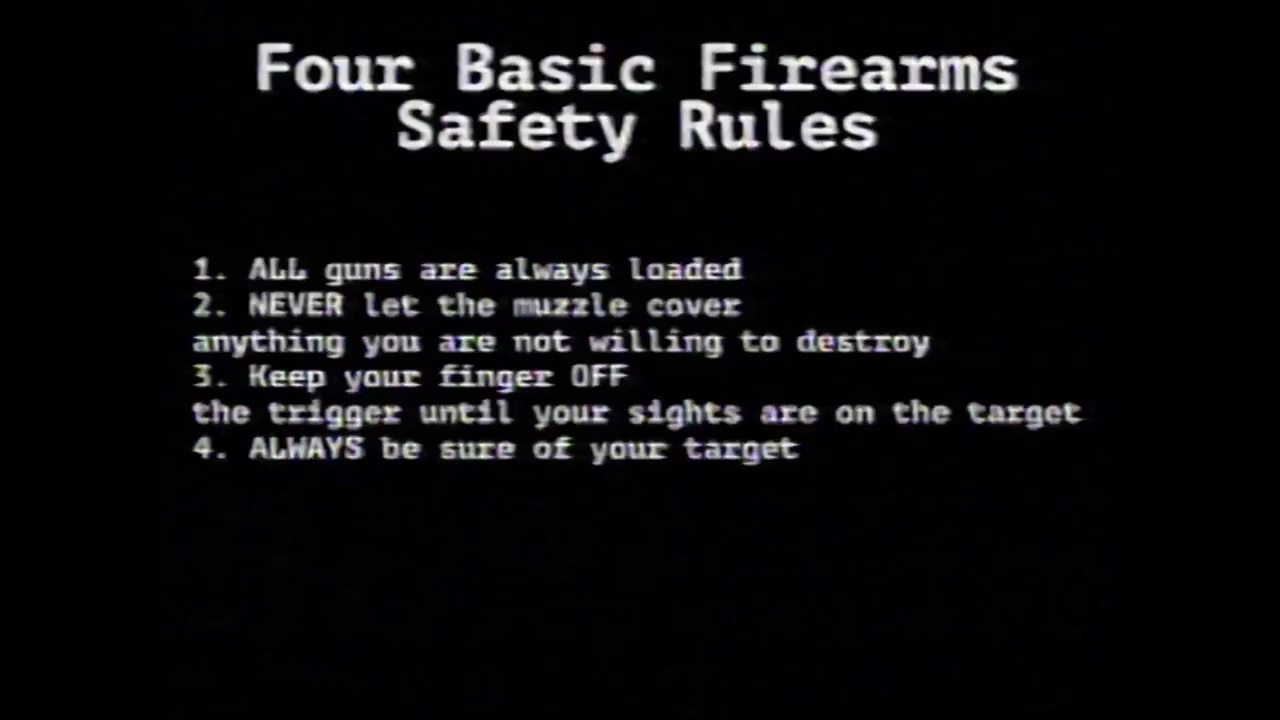 Four Basic Firearms
Safety Rules
1. ALL guns are always loaded
2. NEVER let the muzzle cover
anything you are not willing to destroy
3. Keep your finger OFF
the trigger until your sights are on the target
4. ALWAYS be sure of your target